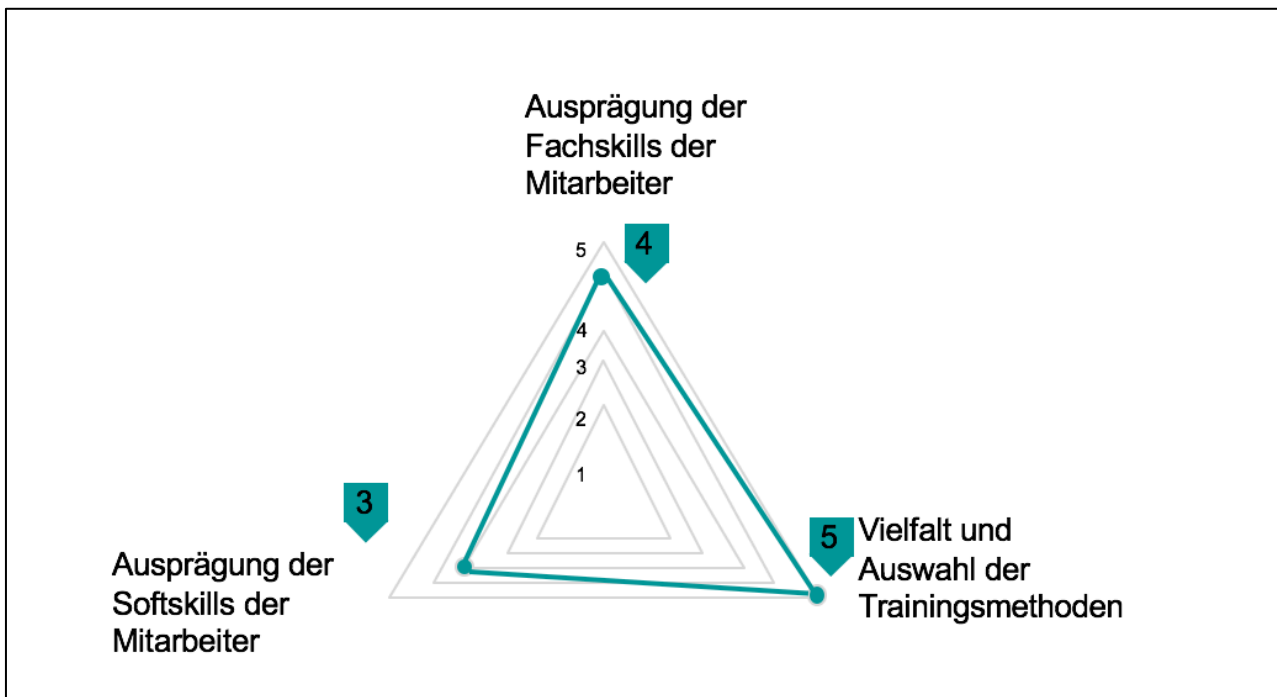 Ausprägung der
Fachskills der
Mitarbeiter
5
4
4
3
2
1
3
Ausprägung der
Softskills der
Mitarbeiter
5
Vielfalt und
Auswahl der
Trainingsmethoden